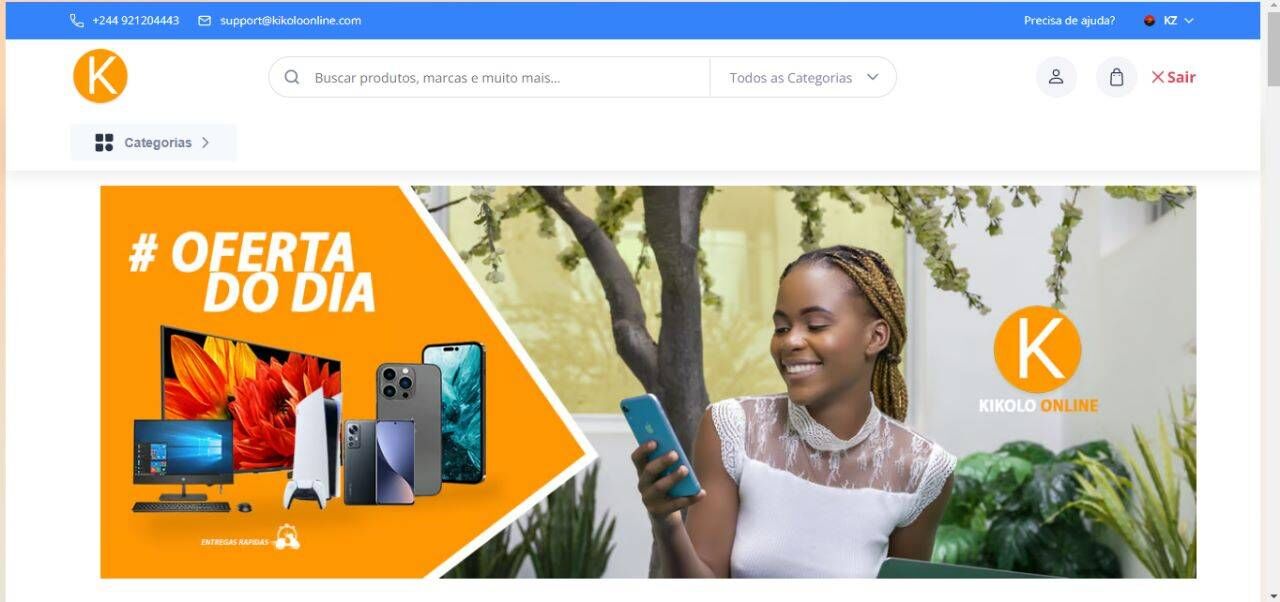 +244 921204443 support@kikoloonline.com Precisa de ajuda? KZ
K
Buscar produtos, marcas e muito mais... Todos as Categorias
Sair
Categorias
# OFERTA
DO DIA
ENTREGAS RAPIDAS
K
KIKOLO ONLINE